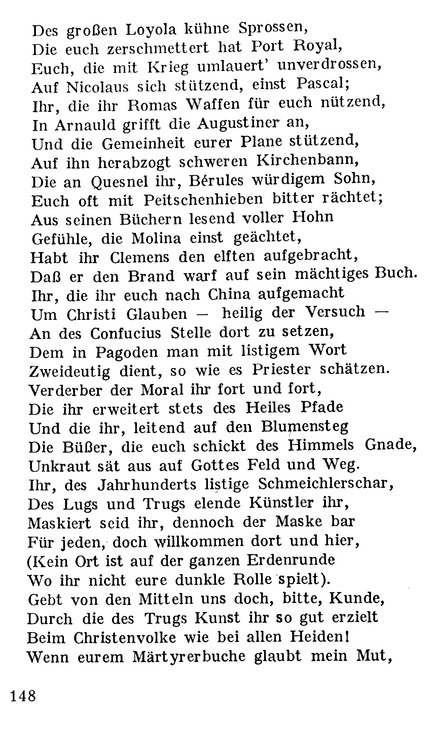 Des großen Loyola kühne Sprossen,
Die euch zerschmettert hat Port Royal,
Euch, die mit Krieg umlauert' unverdrossen,
Auf Nicolaus sich stützend, einst Pascal;
Ihr, die ihr Romas Waffen für euch nützend,
In Arnauld grifft die Augustiner an,
Und die Gemeinheit eurer Plane stützend,
Auf ihn herabzogt schweren Kirchenbann,
Die an Quesnel ihr, Bérules würdigem Sohn,
Euch oft mit Peitschenhieben bitter rächtet;
Aus seinen Büchern lesend voller Hohn
Gefühle, die Molina einst geächtet,
Habt ihr Clemens den elften aufgebracht,
Daß er den Brand warf auf sein mächtiges Buch.
Ihr, die ihr euch nach China aufgemacht
Um Christi Glauben — heilig der Versuch —
An des Confucius Stelle dort zu setzen,
Dem in Pagoden man mit listigem Wort
Zweideutig dient, so wie es Priester schätzen.
Verderber der Moral ihr fort und fort,
Die ihr erweitert stets des Heiles Pfade
Und die ihr, leitend auf den Blumensteg
Die Büßer, die euch schickt des Himmels Gnade,
Unkraut sät aus auf Gottes Feld und Weg.
Ihr, des Jahrhunderts listige Schmeichlerschar,
Des Lugs und Trugs elende Künstler ihr,
Maskiert seid ihr, dennoch der Maske bar
Für jeden, doch willkommen dort und hier,
(Kein Ort ist auf der ganzen Erdenrunde
Wo ihr nicht eure dunkle Rolle spielt).
Gebt von den Mitteln uns doch, bitte, Kunde,
Durch die des Trugs Kunst ihr so gut erzielt
Beim Christenvolke wie bei allen Heiden!
Wenn eurem Märtyrerbuche glaubt mein Mut,
148